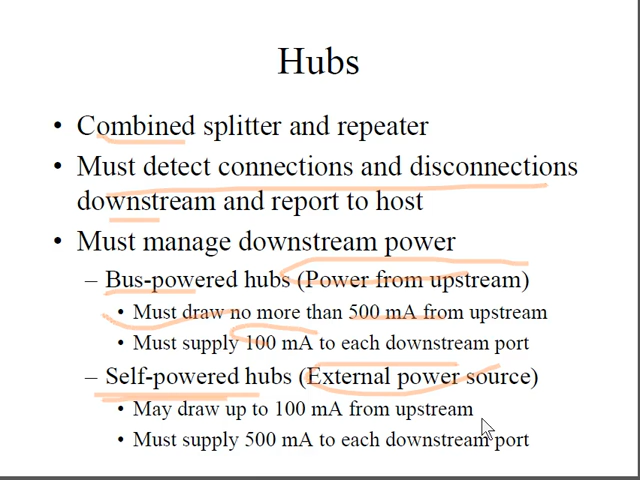 Hubs
• Combined splitter and repeater
• Must detect connections and disconnections
downstream and report to host
• Must manage downstream power
– Bus-powered hubs (Power from upstream)
• Must draw no more than 500 mA from upstream
• Must supply 100 mA to each downstream port
– Self-powered hubs (External power source)
• May draw up to 100 mA from upstream
• Must supply 500 mA to each downstream port